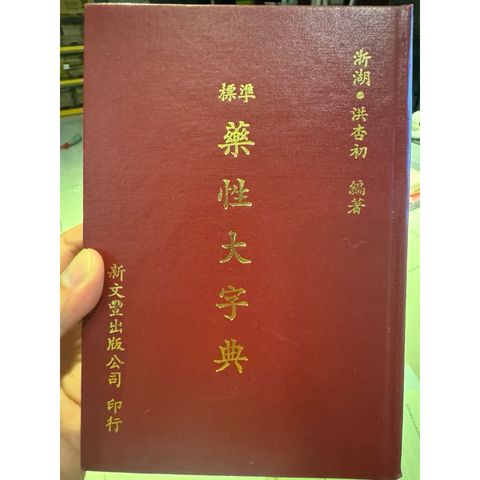 浙湖·洪杏初 編著
標準
藥性大字典
新文豐出版公司 印行